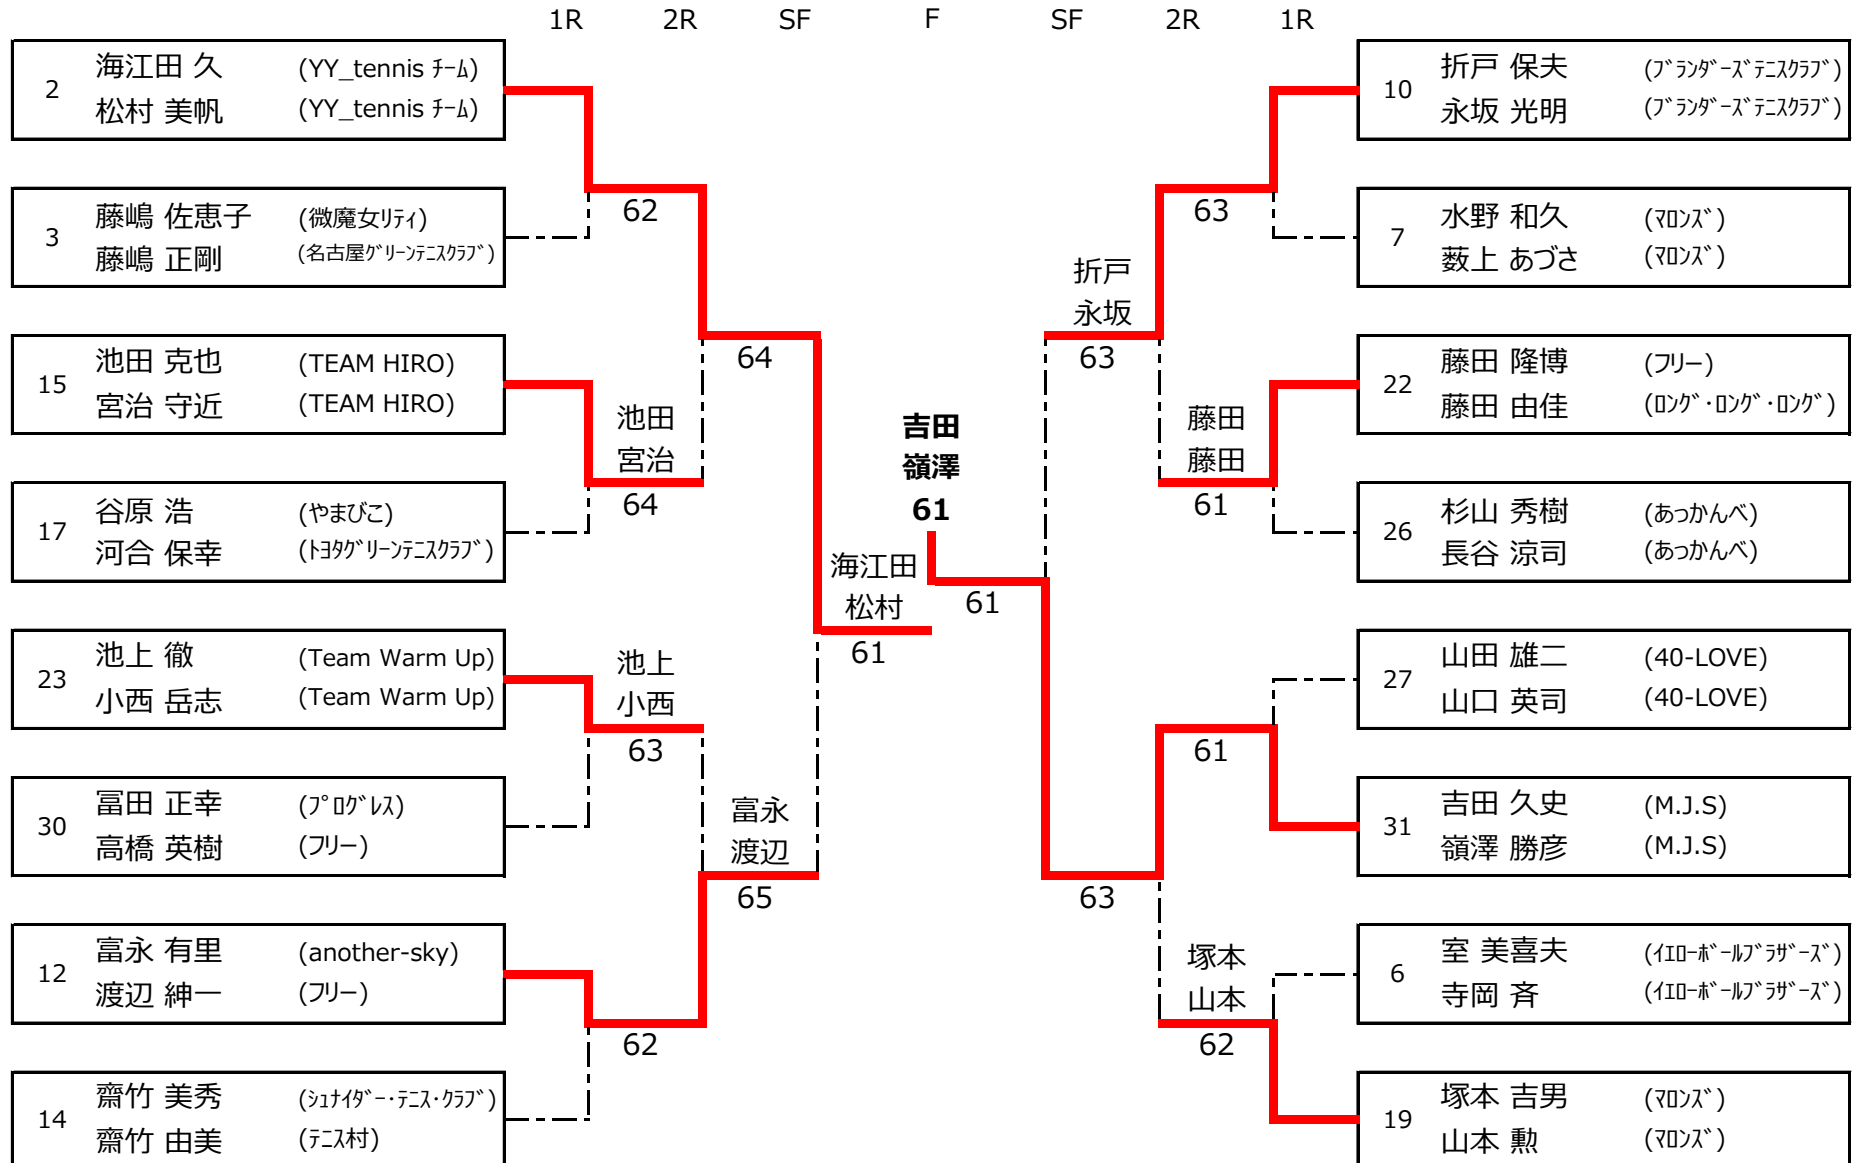 1R 2R SF F SF 2R 1R
2 海江田 久 (YY_tennis ﾁｰﾑ)
松村 美帆 (YY_tennis ﾁｰﾑ)
3 藤嶋 佐恵子 (微魔女ﾘﾃｨ)
藤嶋 正剛 (名古屋ｸﾞﾘｰﾝﾃﾆｽｸﾗﾌﾞ)
62
15 池田 克也 (TEAM HIRO)
宮治 守近 (TEAM HIRO)
17 谷原 浩 (やまびこ)
河合 保幸 (ﾄﾖﾀｸﾞﾘｰﾝﾃﾆｽｸﾗﾌﾞ)
池田
宮治
64
64
23 池上 徹 (Team Warm Up)
小西 岳志 (Team Warm Up)
30 冨田 正幸 (ﾌﾟﾛｸﾞﾚｽ)
高橋 英樹 (フリー)
池上
小西
63
12 富永 有里 (another-sky)
渡辺 紳一 (フリー)
14 齋竹 美秀 (ｼｭﾅｲﾀﾞｰ･ﾃﾆｽ･ｸﾗﾌﾞ)
齋竹 由美 (ﾃﾆｽ村)
62
富永
渡辺
65
海江田
松村
61
吉田
嶺澤
61
61
10 折戸 保夫 (ﾌﾞﾗﾝﾀﾞｰｽﾞﾃﾆｽｸﾗﾌﾞ)
永坂 光明 (ﾌﾞﾗﾝﾀﾞｰｽﾞﾃﾆｽｸﾗﾌﾞ)
7 水野 和久 (ﾏﾛﾝｽﾞ)
薮上 あづさ (ﾏﾛﾝｽﾞ)
63
折戸
永坂
63
22 藤田 隆博 (フリー)
藤田 由佳 (ﾛﾝｸﾞ･ﾛﾝｸﾞ･ﾛﾝｸﾞ)
26 杉山 秀樹 (あっかんべ)
長谷 涼司 (あっかんべ)
藤田
藤田
61
27 山田 雄二 (40-LOVE)
山口 英司 (40-LOVE)
31 吉田 久史 (M.J.S)
嶺澤 勝彦 (M.J.S)
61
63
6 室 美喜夫 (ｲｴﾛｰﾎﾞｰﾙﾌﾞﾗｻﾞｰｽﾞ)
寺岡 斉 (ｲｴﾛｰﾎﾞｰﾙﾌﾞﾗｻﾞｰｽﾞ)
19 塚本 吉男 (ﾏﾛﾝｽﾞ)
山本 勲 (ﾏﾛﾝｽﾞ)
塚本
山本
62